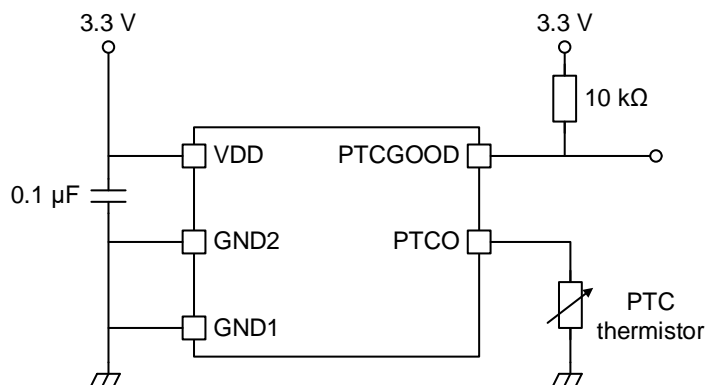 3.3 V
3.3 V
10 kΩ
VDD
PTCGOOD
0.1 µF
GND2
PTCO
GND1
PTC
thermistor